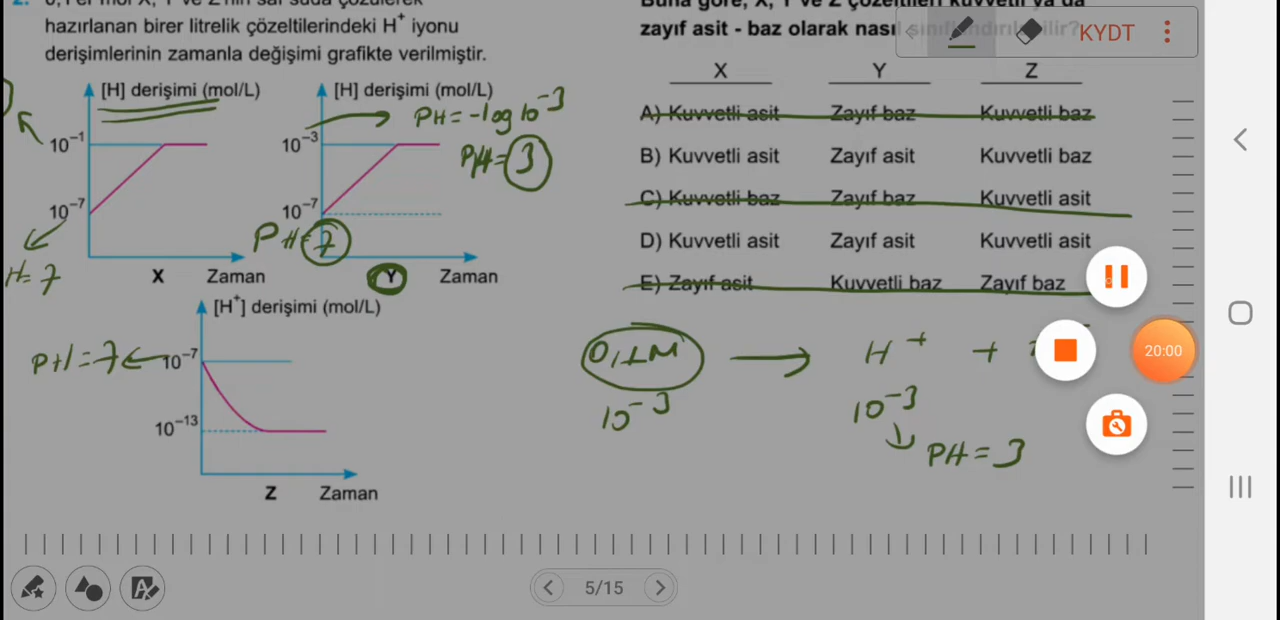 hazırlanan birer litrelik çözeltilerindeki H+ iyonu
derişimlerinin zamanla değişimi grafikte verilmiştir.
[H] derişimi (mol/L)
10-1
10-7
H= 7
X Zaman
[H] derişimi (mol/L)
PH = -log 10-3
10-3
PH = 3
10-7
PH = 7
Y Zaman
[H+] derişimi (mol/L)
PH = 7
10-7
10-13
Z Zaman
zayıf asit - baz olarak nasıl sınıflandırılabilir?
KYDT
X Y Z
A) Kuvvetli asit Zayıf baz Kuvvetli baz
B) Kuvvetli asit Zayıf asit Kuvvetli baz
C) Kuvvetli baz Zayıf baz Kuvvetli asit
D) Kuvvetli asit Zayıf asit Kuvvetli asit
E) Zayıf asit Kuvvetli baz Zayıf baz
0,1M → H+ +
10-3 10-3
PH = 3
20:00
5/15